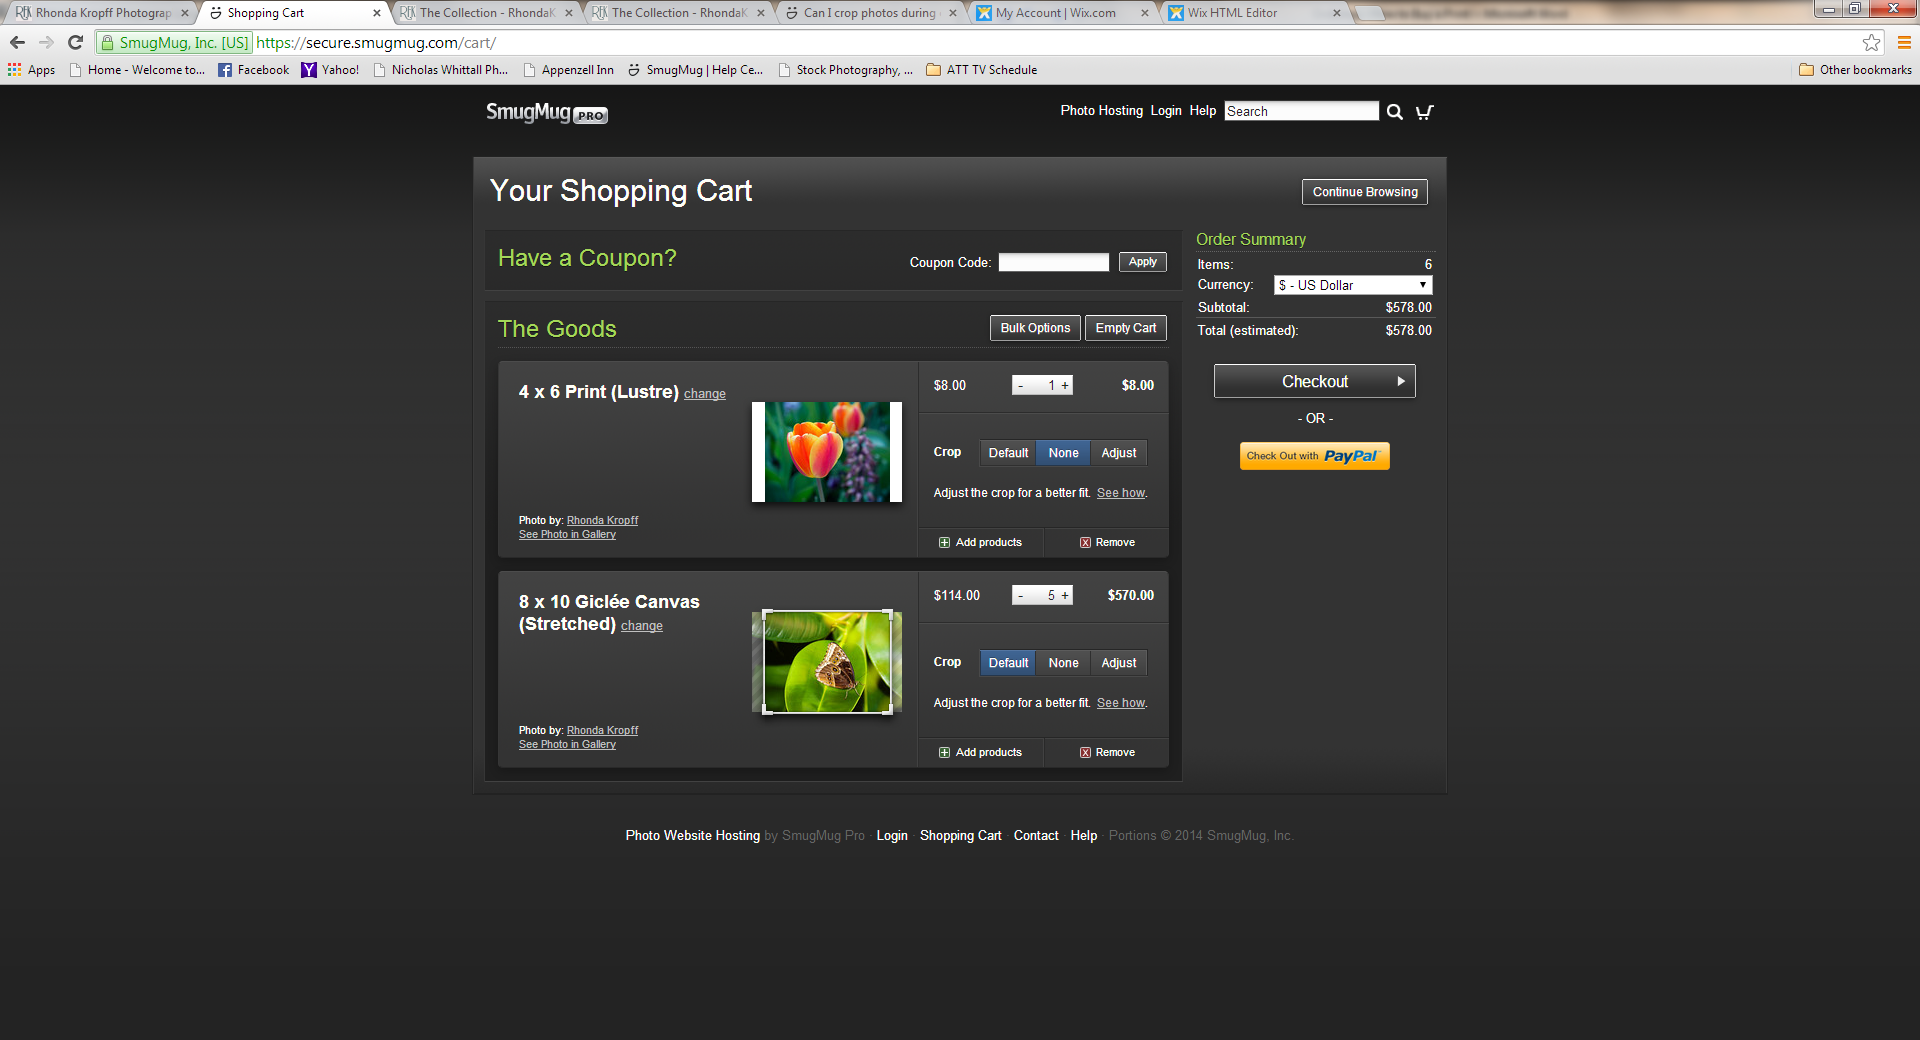 Rhonda Kropff Photograp
Shopping Cart
The Collection - RhondaK
The Collection - RhondaK
Can I crop photos during
My Account | Wix.com
Wix HTML Editor
SmugMug, Inc. [US]
https://secure.smugmug.com/cart/
Apps
Home - Welcome to...
Facebook
Yahoo!
Nicholas Whittall Ph...
Appenzell Inn
SmugMug | Help Ce...
Stock Photography, ...
ATT TV Schedule
Other bookmarks
SmugMug PRO
Photo Hosting Login Help Search
Your Shopping Cart
Continue Browsing
Have a Coupon?
Coupon Code:
Apply
Order Summary
Items: 6
Currency: $ - US Dollar
Subtotal: $578.00
Total (estimated): $578.00
Checkout
- OR -
Check Out with PayPal
The Goods
Bulk Options
Empty Cart
4 x 6 Print (Lustre) change
Photo by: Rhonda Kropff
See Photo in Gallery
$8.00 - 1 + $8.00
Crop Default None Adjust
Adjust the crop for a better fit. See how.
Add products
Remove
8 x 10 Giclée Canvas
(Stretched) change
Photo by: Rhonda Kropff
See Photo in Gallery
$114.00 - 5 + $570.00
Crop Default None Adjust
Adjust the crop for a better fit. See how.
Add products
Remove
Photo Website Hosting by SmugMug Pro · Login · Shopping Cart · Contact · Help · Portions © 2014 SmugMug, Inc.